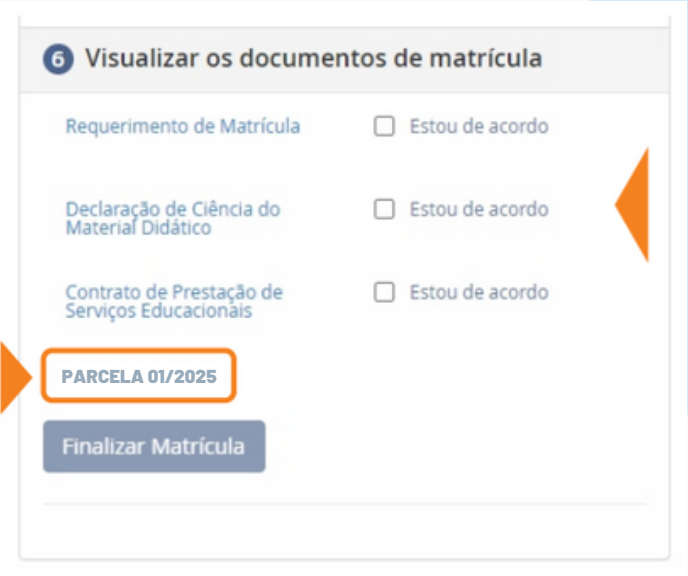 6 Visualizar os documentos de matrícula
Requerimento de Matrícula Estou de acordo
Declaração de Ciência do
Material Didático
Estou de acordo
Contrato de Prestação de
Serviços Educacionais
Estou de acordo
PARCELA 01/2025
Finalizar Matrícula